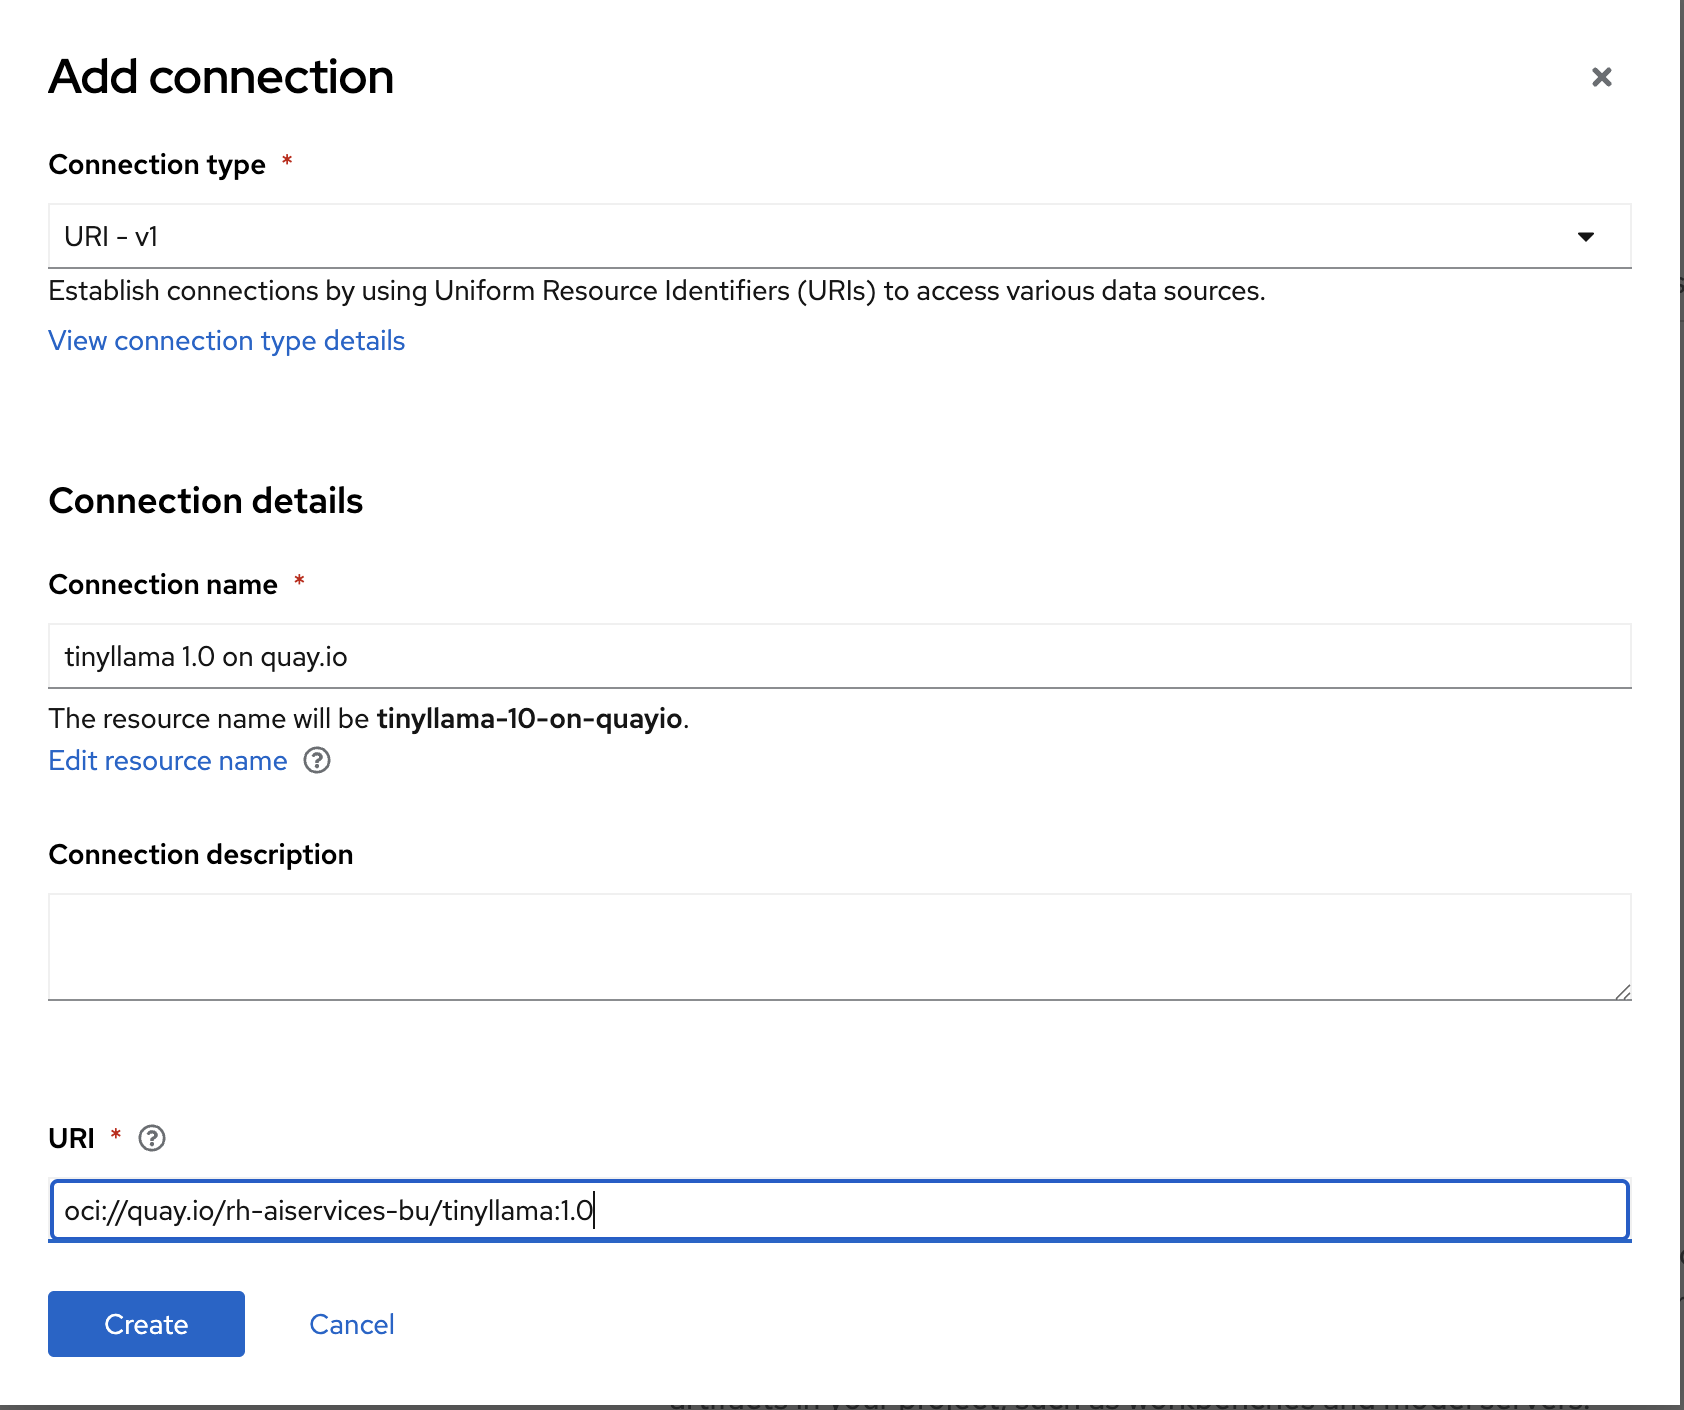 Add connection
Connection type *
URI - v1
Establish connections by using Uniform Resource Identifiers (URIs) to access various data sources.
View connection type details
Connection details
Connection name *
tinyllama 1.0 on quay.io
The resource name will be tinyllama-10-on-quayio.
Edit resource name
Connection description
URI *
oci://quay.io/rh-aiservices-bu/tinyllama:1.0
Create Cancel